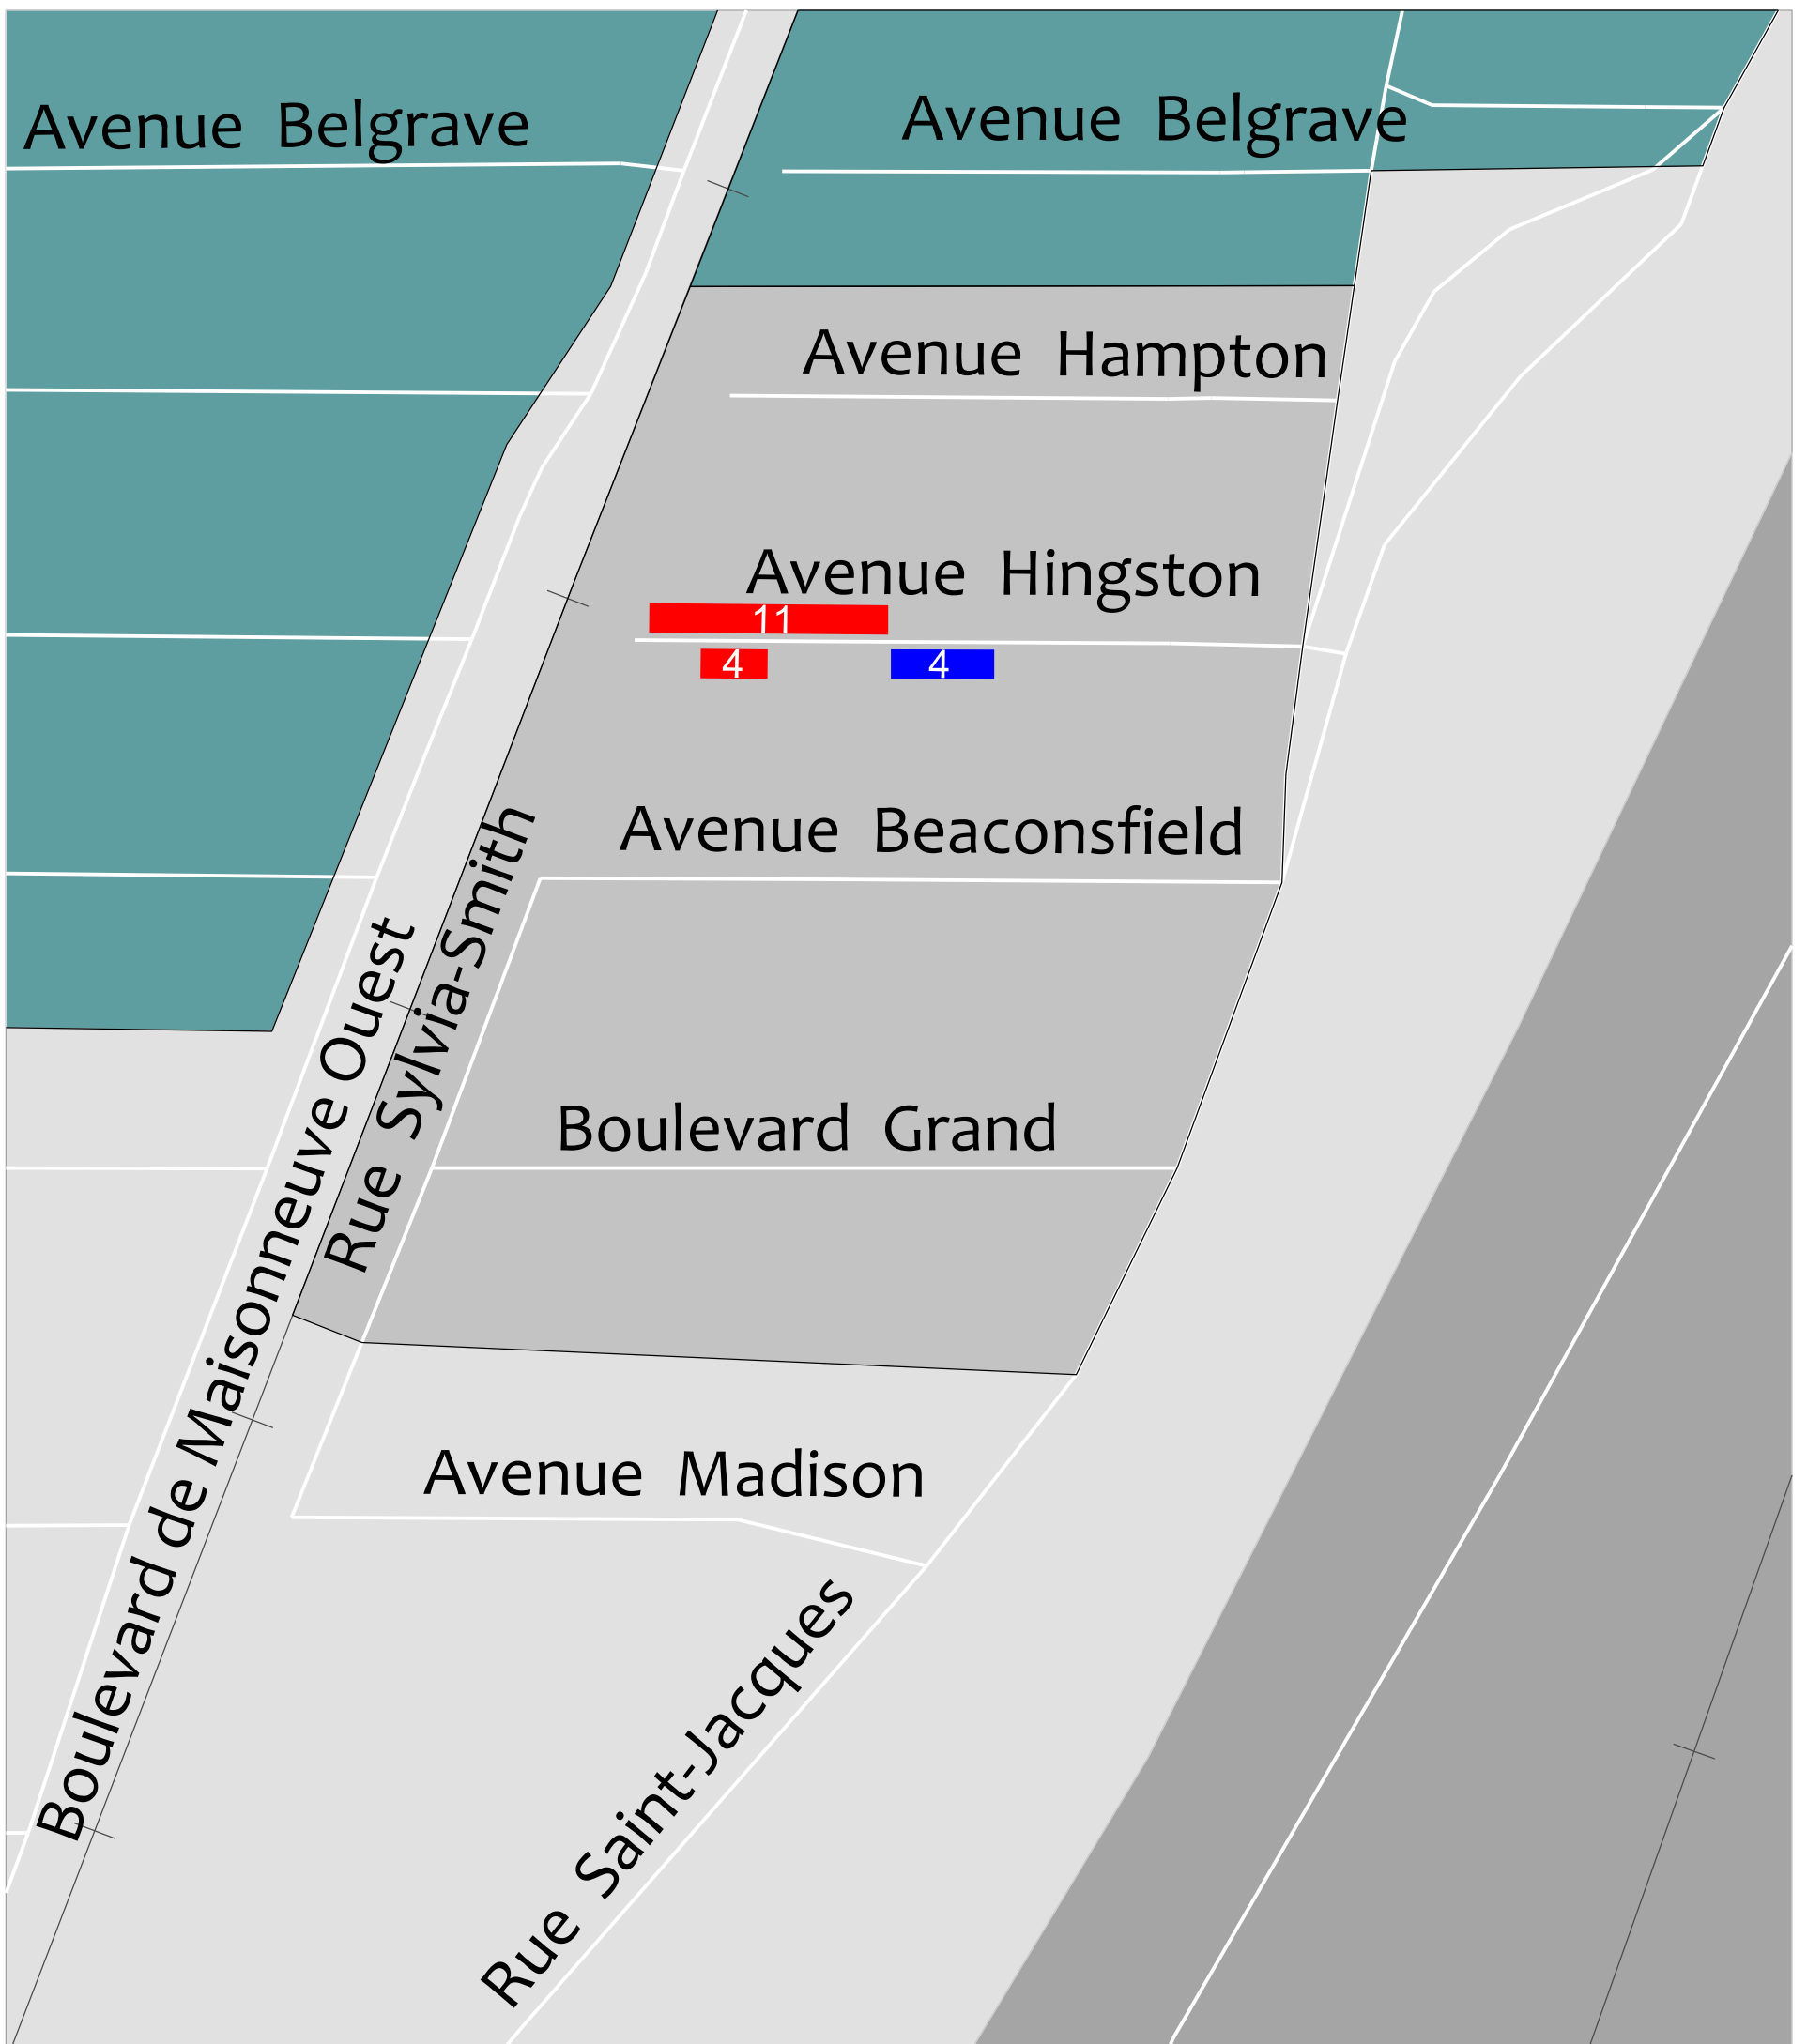 Avenue Belgrave
Avenue Belgrave
Avenue Hampton
Avenue Hingston
11
4
4
Avenue Beaconsfield
Rue Sylvia-Smith
Boulevard de Maisonneuve Ouest
Boulevard Grand
Avenue Madison
Rue Saint-Jacques